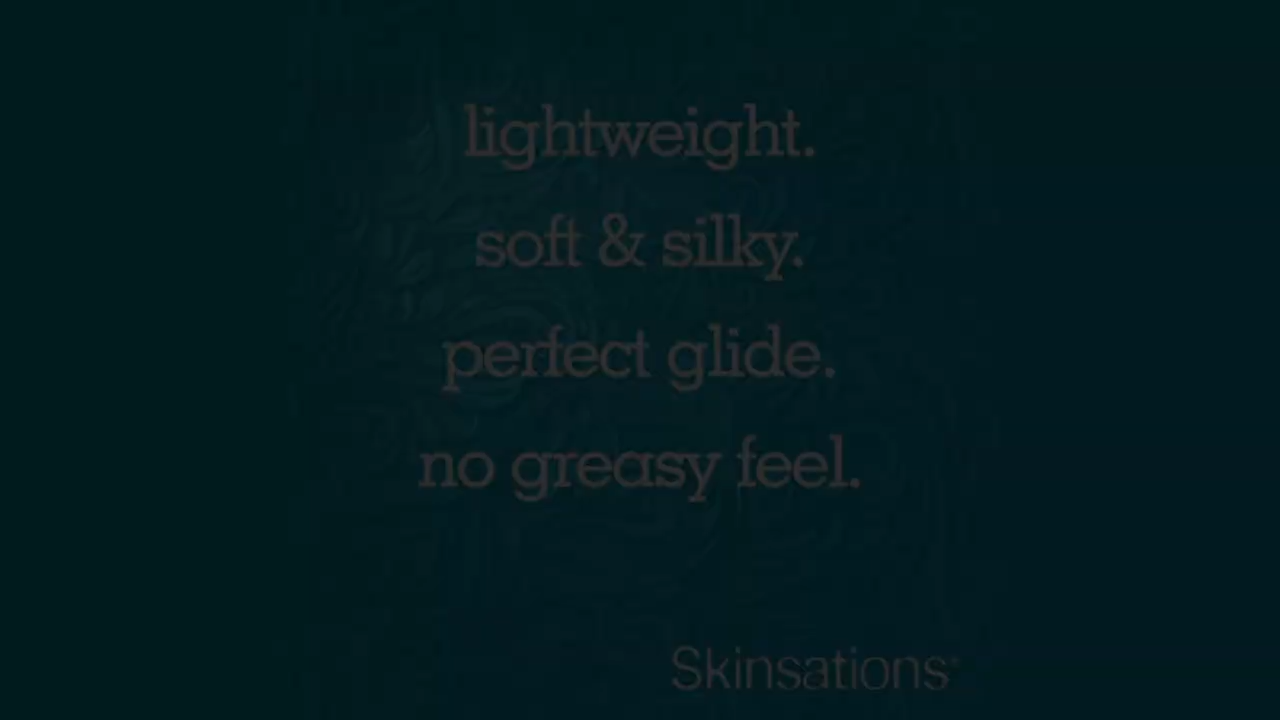 lightweight.
soft & silky.
perfect glide.
no greasy feel.
Skinsations®